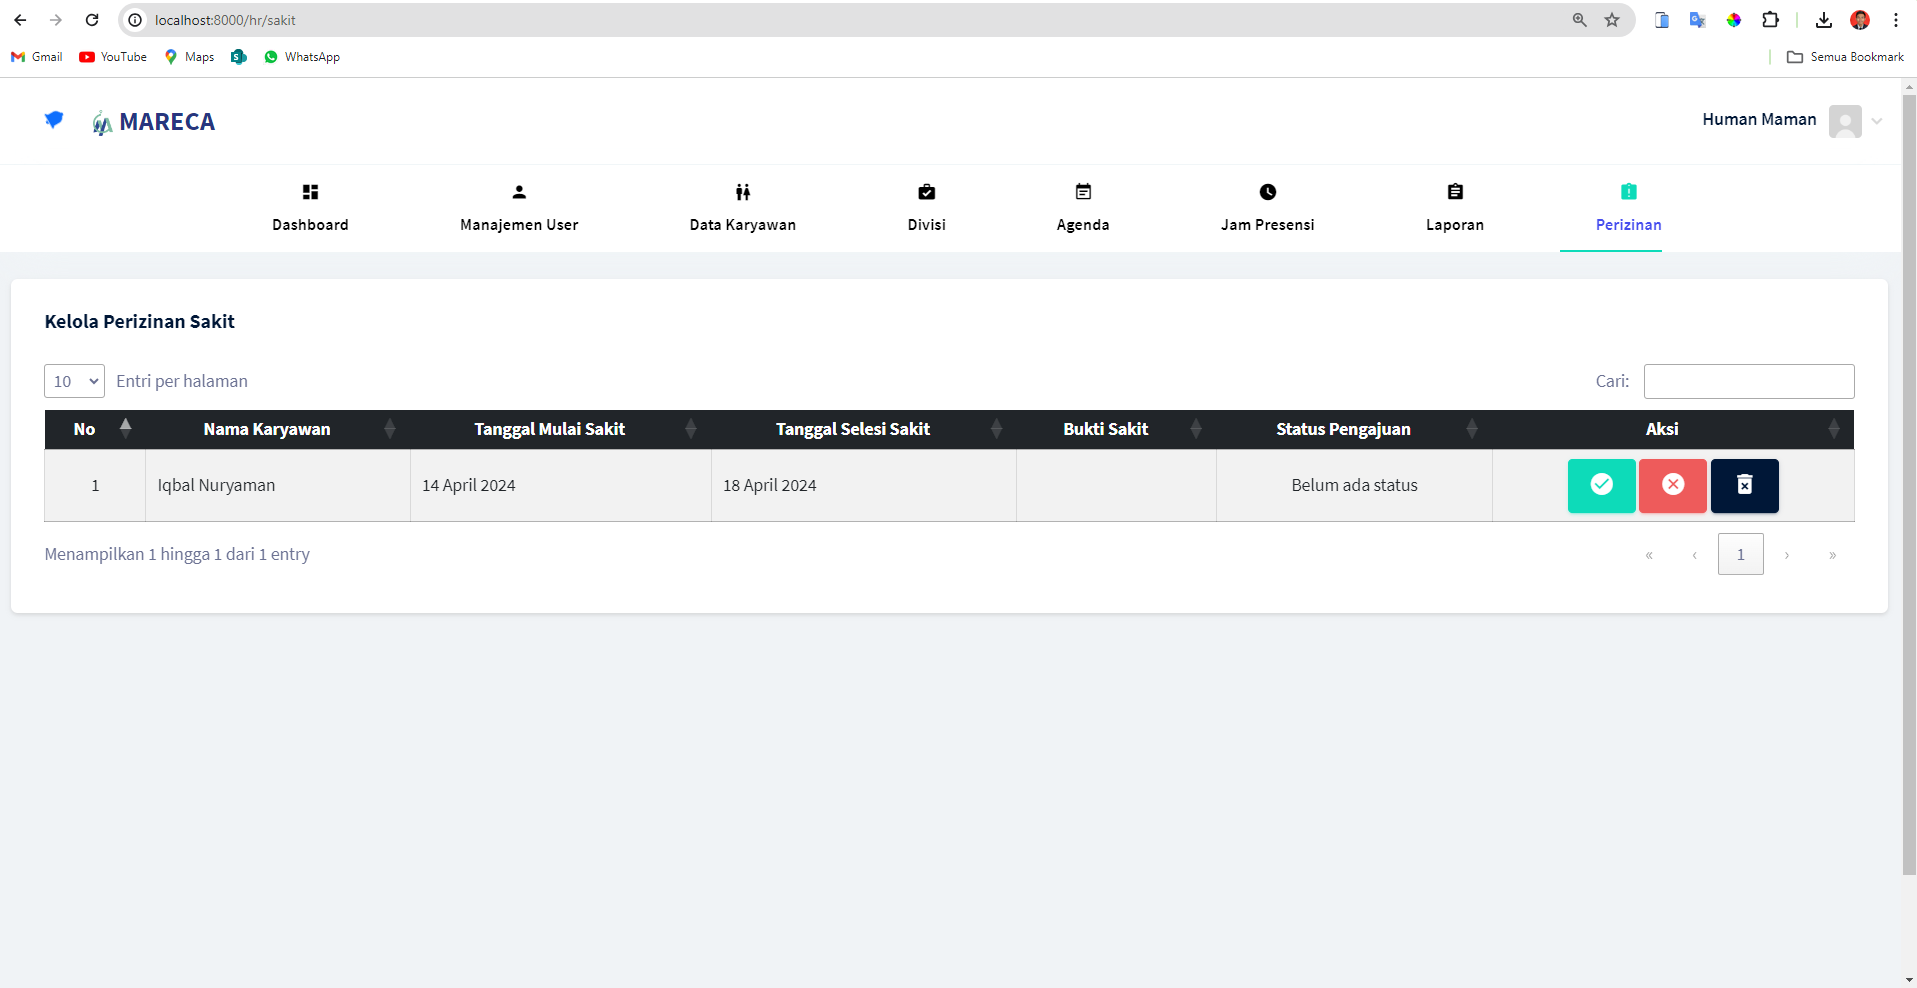 localhost:8000/hr/sakit
Gmail YouTube Maps WhatsApp Semua Bookmark
MARECA
Human Maman
Dashboard Manajemen User Data Karyawan Divisi Agenda Jam Presensi Laporan Perizinan
Kelola Perizinan Sakit
10 Entri per halaman Cari:
No Nama Karyawan Tanggal Mulai Sakit Tanggal Selesi Sakit Bukti Sakit Status Pengajuan Aksi
1 Iqbal Nuryaman 14 April 2024 18 April 2024 Belum ada status
Menampilkan 1 hingga 1 dari 1 entry « ‹ 1 › »